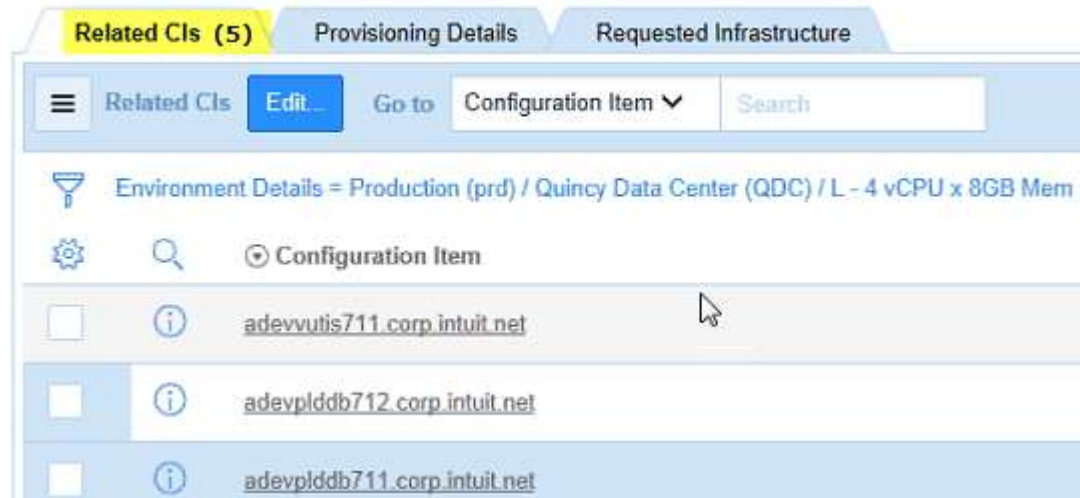 Related CIs (5) Provisioning Details Requested Infrastructure
Related CIs Edit... Go to Configuration Item Search
Environment Details = Production (prd) / Quincy Data Center (QDC) / L - 4 vCPU x 8GB Mem
Configuration Item
adevvutis711.corp.intuit.net
adevplddb712.corp.intuit.net
adevplddb711.corp.intuit.net